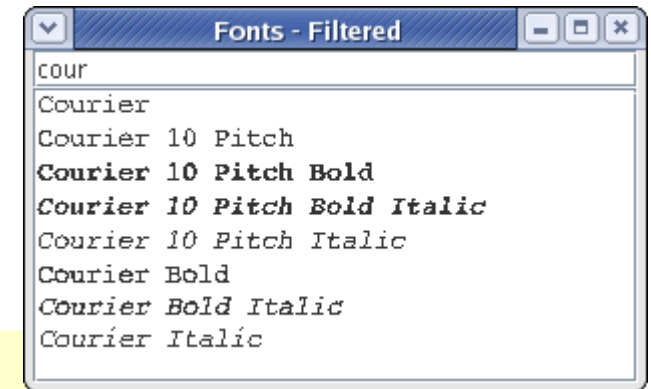 Fonts - Filtered
cour
Courier
Courier 10 Pitch
Courier 10 Pitch Bold
Courier 10 Pitch Bold Italic
Courier 10 Pitch Italic
Courier Bold
Courier Bold Italic
Courier Italic